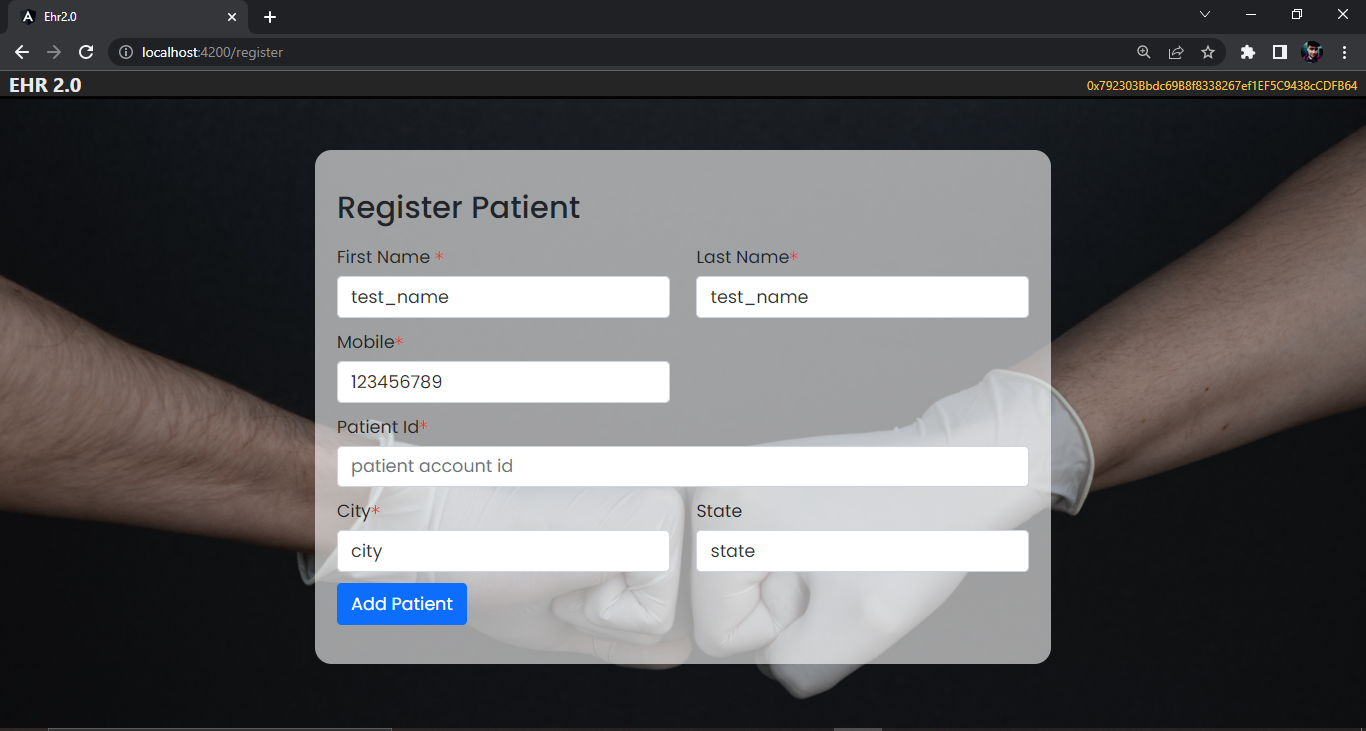 Ehr2.0
localhost:4200/register
EHR 2.0
0x792303Bbdc69B8f8338267ef1EF5C9438cCDFB64
Register Patient
First Name *
Last Name*
test_name
test_name
Mobile*
123456789
Patient Id*
patient account id
City*
State
city
state
Add Patient